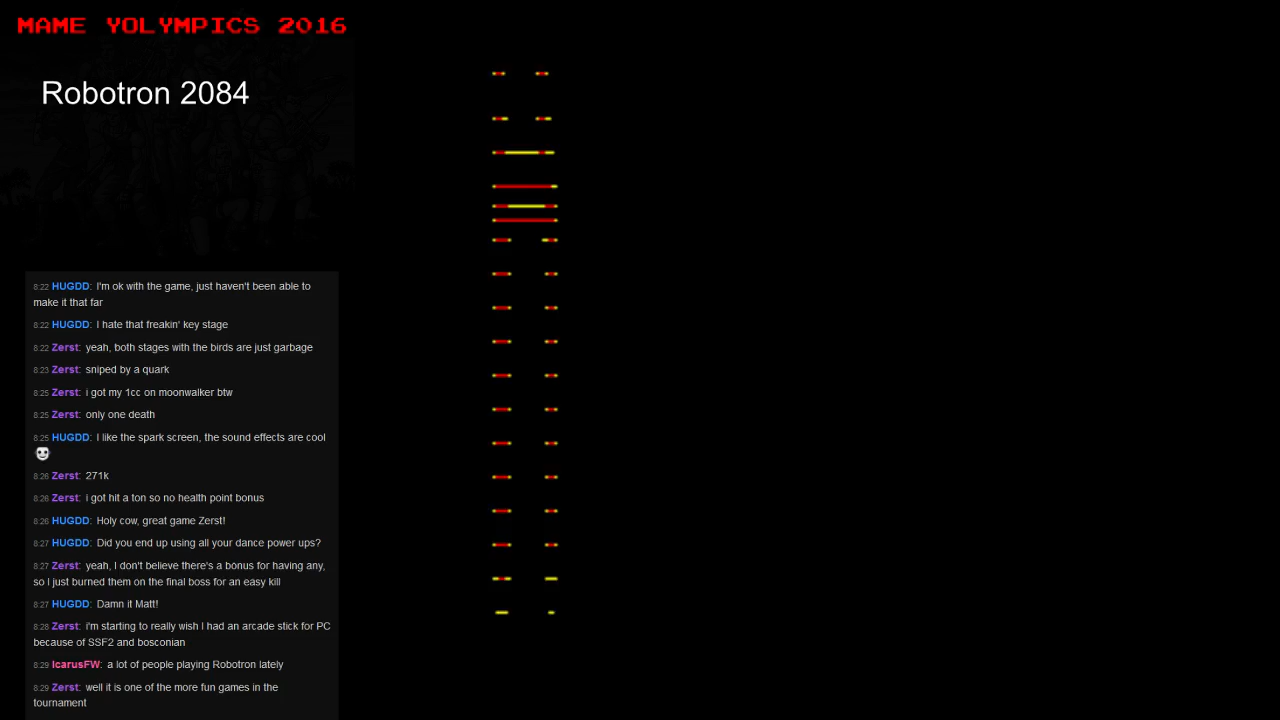 MAME YOLYMPICS 2016
Robotron 2084
8:22 HUGDD: I'm ok with the game, just haven't been able to
make it that far
8:22 HUGDD: I hate that freakin' key stage
8:22 Zerst: yeah, both stages with the birds are just garbage
8:23 Zerst: sniped by a quark
8:25 Zerst: i got my 1cc on moonwalker btw
8:25 Zerst: only one death
8:25 HUGDD: I like the spark screen, the sound effects are cool
8:26 Zerst: 271k
8:26 Zerst: i got hit a ton so no health point bonus
8:26 HUGDD: Holy cow, great game Zerst!
8:27 HUGDD: Did you end up using all your dance power ups?
8:27 Zerst: yeah, I don't believe there's a bonus for having any,
so I just burned them on the final boss for an easy kill
8:27 HUGDD: Damn it Matt!
8:28 Zerst: i'm starting to really wish I had an arcade stick for PC
because of SSF2 and bosconian
8:29 IcarusFW: a lot of people playing Robotron lately
8:29 Zerst: well it is one of the more fun games in the
tournament